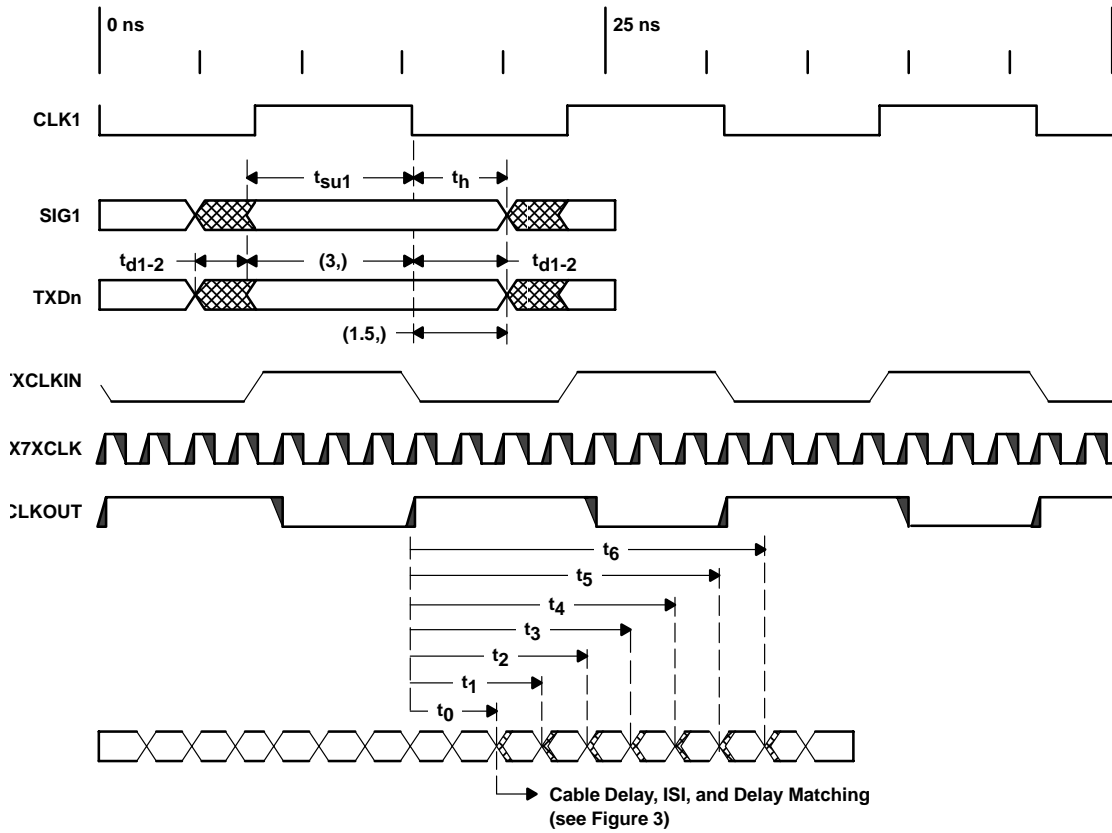 0 ns
25 ns
CLK1
tsu1
th
SIG1
td1-2
(3,)
td1-2
TXDn
(1.5,)
TXCLKIN
X7XCLK
CLKOUT
t6
t5
t4
t3
t2
t1
t0
Cable Delay, ISI, and Delay Matching
(see Figure 3)